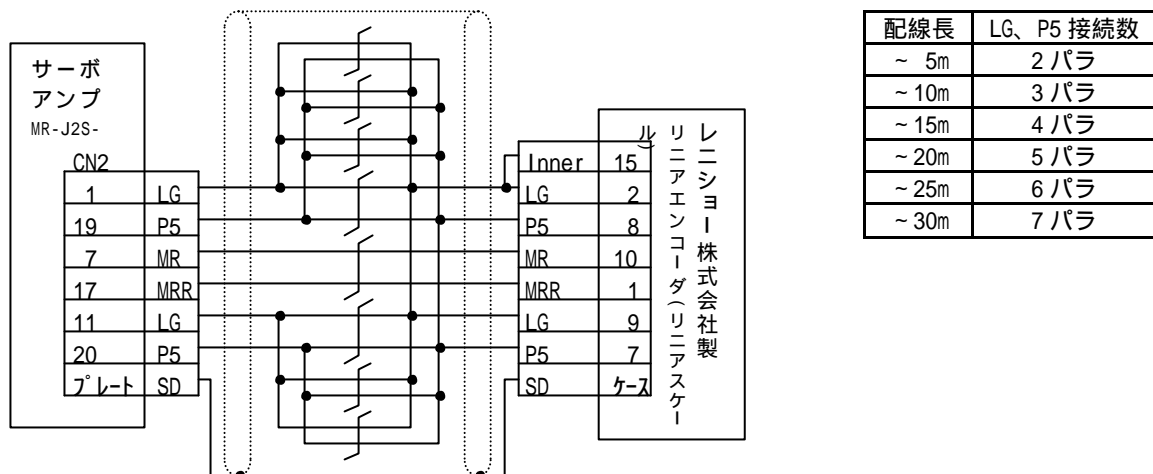 サーボ
アンプ
MR-J2S-
CN2
1 LG
19 P5
7 MR
17 MRR
11 LG
20 P5
プレート SD
Inner 15
LG 2
P5 8
MR 10
MRR 1
LG 9
P5 7
SD ケース
レニショー株式会社製
リニアエンコーダ(リニアスケー
ル)
配線長 LG、P5 接続数
~ 5m 2 パラ
~10m 3 パラ
~15m 4 パラ
~20m 5 パラ
~25m 6 パラ
~30m 7 パラ